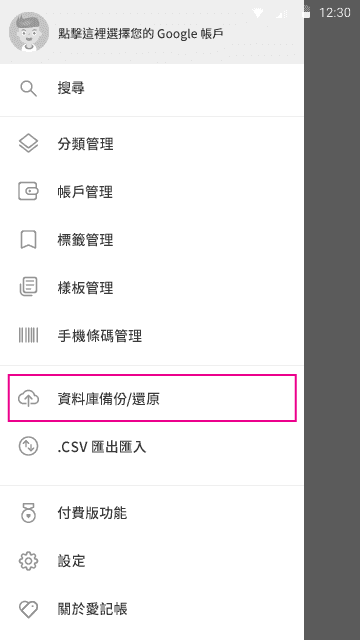 12:30
點擊這裡選擇您的 Google 帳戶
搜尋
分類管理
帳戶管理
標籤管理
樣板管理
手機條碼管理
資料庫備份/還原
.CSV 匯出匯入
付費版功能
設定
關於愛記帳